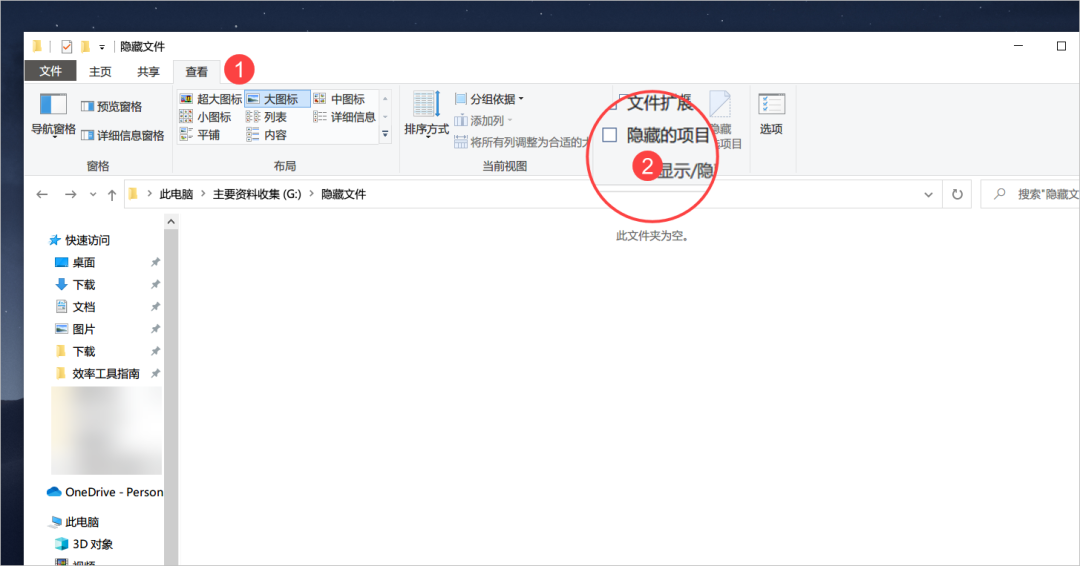 隐藏文件
文件 主页 共享 查看 1
导航窗格 预览窗格 详细信息窗格
窗格
超大图标 大图标 中图标
小图标 列表 详细信息
平铺 内容
布局
排序方式 分组依据
添加列
将所有列调整为合适的大
当前视图
文件扩展
隐藏的项目
2 显示/隐
隐藏
项目
选项
此电脑 主要资料收集 (G:) 隐藏文件
搜索"隐藏文
此文件夹为空。
快速访问
桌面
下载
文档
图片
下载
效率工具指南
OneDrive - Person
此电脑
3D 对象
视频